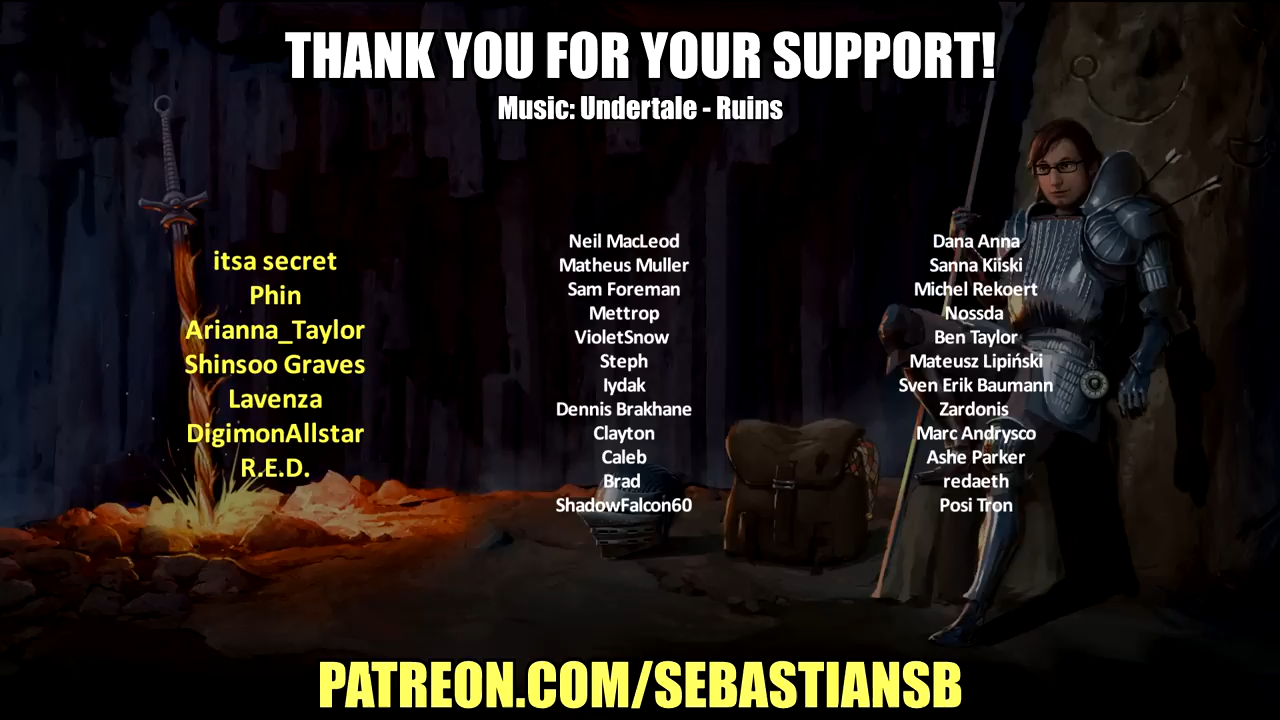 THANK YOU FOR YOUR SUPPORT!
Music: Undertale - Ruins
itsa secret
Phin
Arianna_Taylor
Shinsoo Graves
Lavenza
DigimonAllstar
R.E.D.
Neil MacLeod
Matheus Muller
Sam Foreman
Mettrop
VioletSnow
Steph
Iydak
Dennis Brakhane
Clayton
Caleb
Brad
ShadowFalcon60
Dana Anna
Sanna Kiiski
Michel Rekoert
Nossda
Ben Taylor
Mateusz Lipiński
Sven Erik Baumann
Zardonis
Marc Andrysco
Ashe Parker
redaeth
Posi Tron
PATREON.COM/SEBASTIANSB